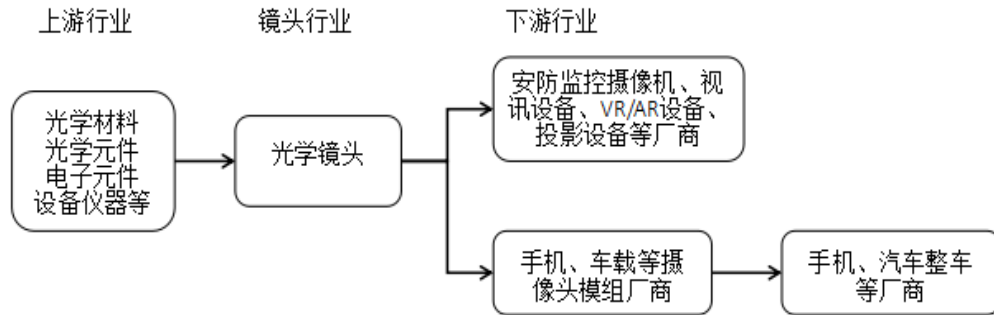 上游行业
镜头行业
下游行业
光学材料
光学元件
电子元件
设备仪器等
光学镜头
安防监控摄像机、视
讯设备、VR/AR设备、
投影设备等厂商
手机、车载等摄
像头模组厂商
手机、汽车整车
等厂商